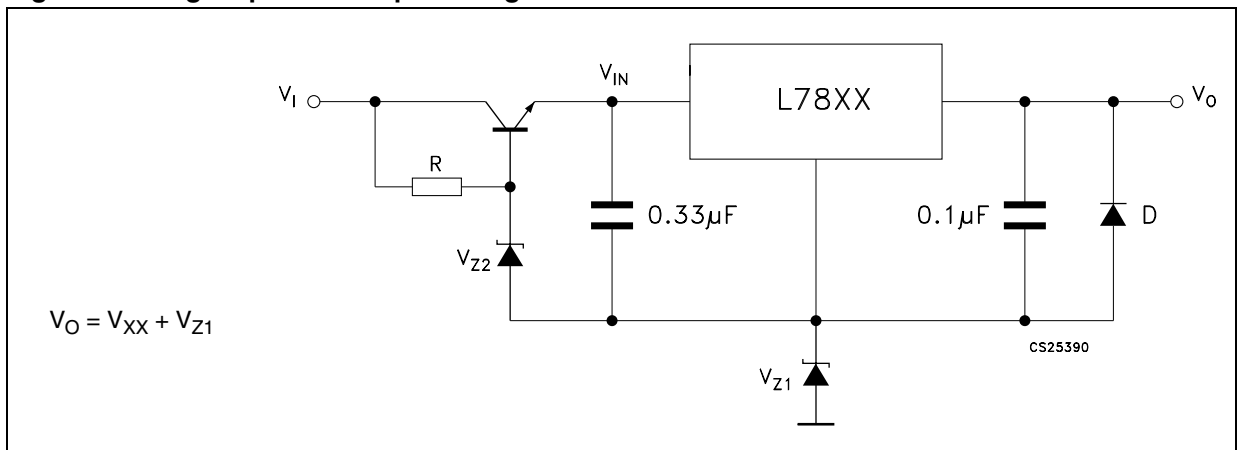 V_I
V_IN
L78XX
V_O
R
0.33µF
0.1µF
D
V_Z2
V_O = V_XX + V_Z1
CS25390
V_Z1